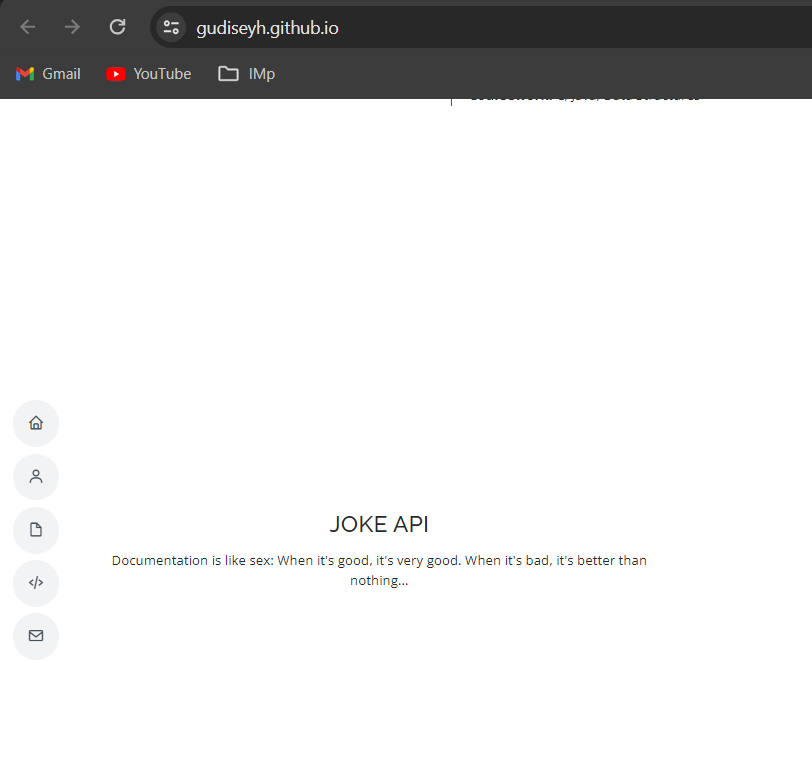 gudiseyh.github.io
Gmail YouTube IMp
JOKE API
Documentation is like sex: When it's good, it's very good. When it's bad, it's better than
nothing...